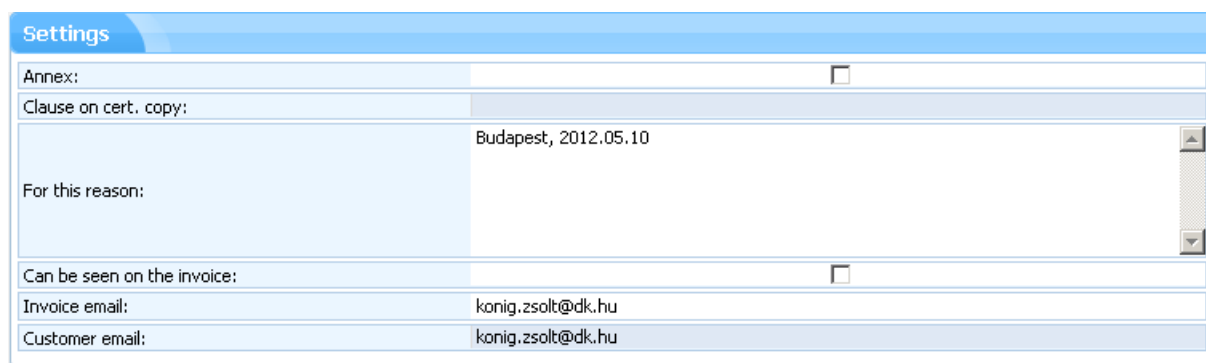 Settings
Annex:
Clause on cert. copy:
For this reason:
Budapest, 2012.05.10
Can be seen on the invoice:
Invoice email:
konig.zsolt@dk.hu
Customer email:
konig.zsolt@dk.hu